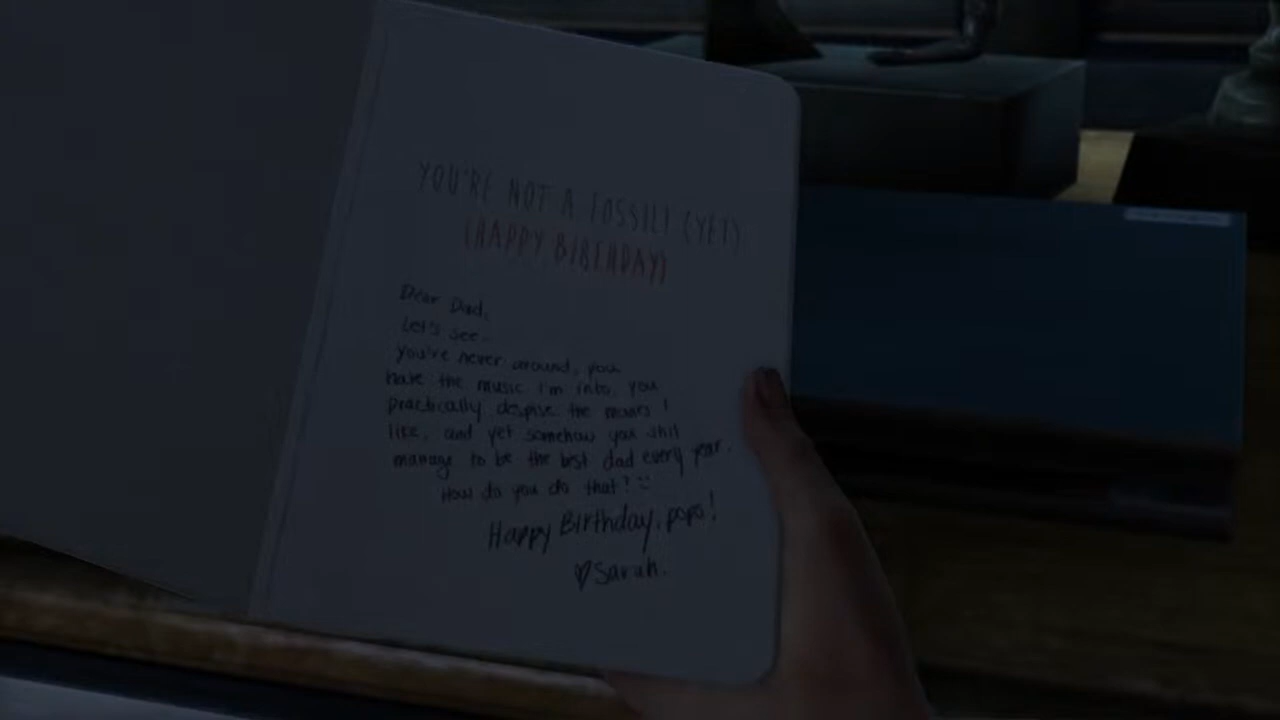 YOU'RE NOT A FOSSIL! (YET)
(HAPPY BIRTHDAY)
Dear Dad,
Let's see.
you're never around, you
hate the music I'm into, you
practically despise the movies I
like, and yet somehow you still
manage to be the best dad every year.
How do you do that? :)
Happy Birthday, papa!
♡ Sarah.